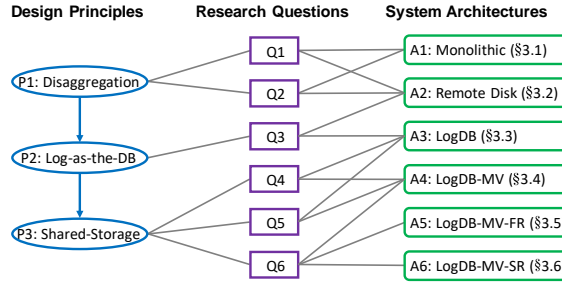 Design Principles Research Questions System Architectures
Q1 A1: Monolithic (§3.1)
P1: Disaggregation Q2 A2: Remote Disk (§3.2)
Q3 A3: LogDB (§3.3)
P2: Log-as-the-DB
Q4 A4: LogDB-MV (§3.4)
P3: Shared-Storage Q5 A5: LogDB-MV-FR (§3.5
Q6 A6: LogDB-MV-SR (§3.6